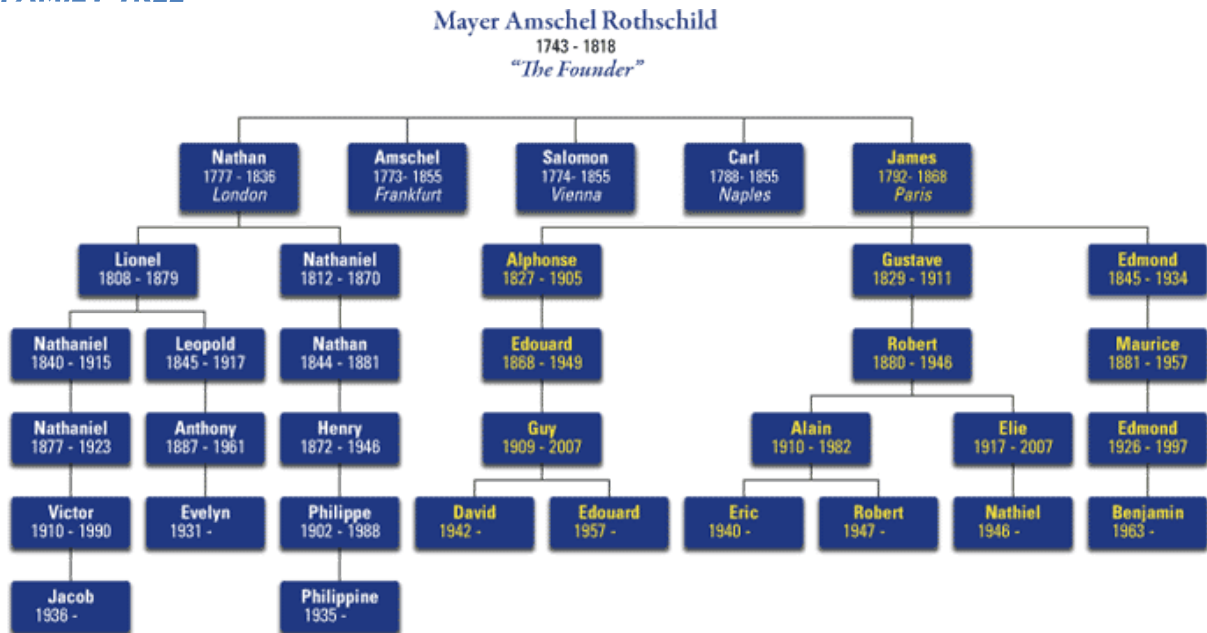 FAMILY TREE
Mayer Amschel Rothschild
1743 - 1818
“The Founder”
Nathan
1777 - 1836
London
Amschel
1773- 1855
Frankfurt
Salomon
1774- 1855
Vienna
Carl
1788- 1855
Naples
James
1792- 1868
Paris
Lionel
1808 - 1879
Nathaniel
1812 - 1870
Alphonse
1827 - 1905
Gustave
1829 - 1911
Edmond
1845 - 1934
Nathaniel
1840 - 1915
Leopold
1845 - 1917
Nathan
1844 - 1881
Edouard
1868 - 1949
Robert
1880 - 1946
Maurice
1881 - 1957
Nathaniel
1877 - 1923
Anthony
1887 - 1961
Henry
1872 - 1946
Guy
1909 - 2007
Alain
1910 - 1982
Elie
1917 - 2007
Edmond
1926 - 1997
Victor
1910 - 1990
Evelyn
1931 -
Philippe
1902 - 1988
David
1942 -
Edouard
1957 -
Eric
1940 -
Robert
1947 -
Nathiel
1946 -
Benjamin
1963 -
Jacob
1936 -
Philippine
1935 -